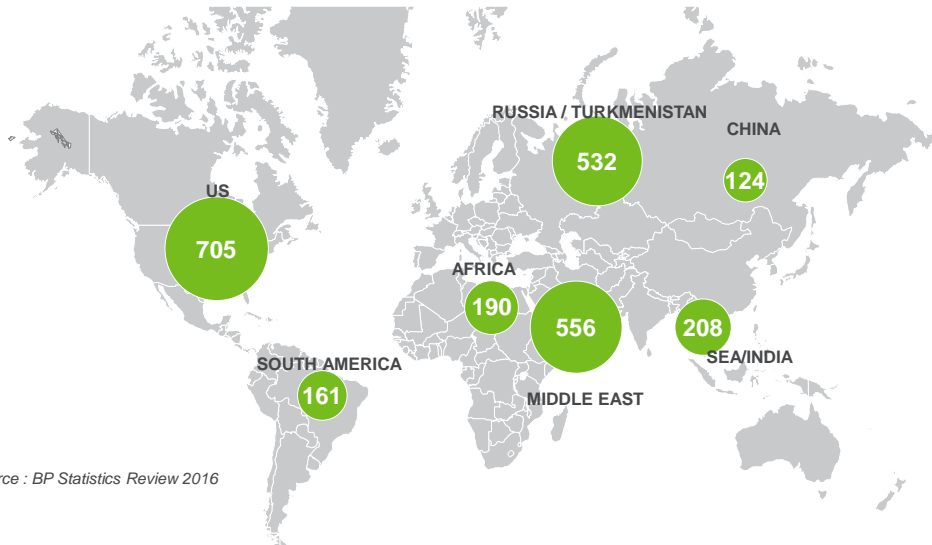 RUSSIA / TURKMENISTAN
532
CHINA
124
US
705
AFRICA
190
556
MIDDLE EAST
208
SEA/INDIA
SOUTH AMERICA
161
: BP Statistics Review 2016